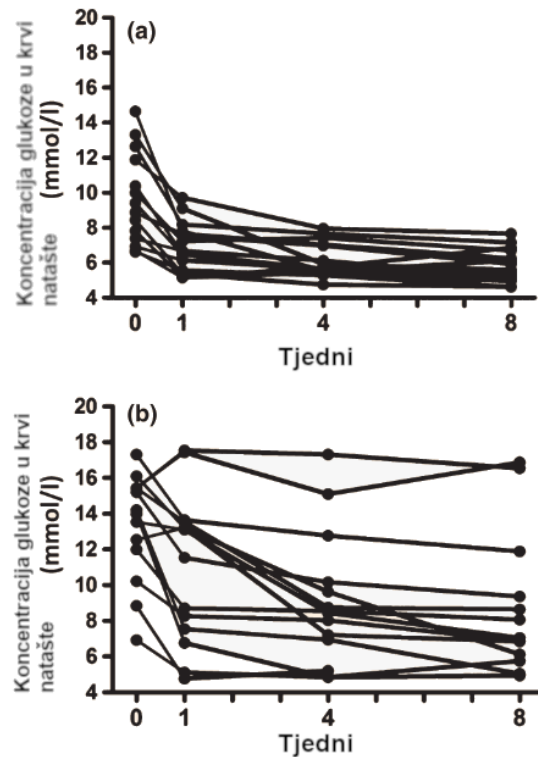 (a)
Koncentracija glukoze u krvi
natašte
(mmol/l)
20
18
16
14
12
10
8
6
4
0 1 4 8
Tjedni
(b)
Koncentracija glukoze u krvi
natašte
(mmol/l)
20
18
16
14
12
10
8
6
4
0 1 4 8
Tjedni